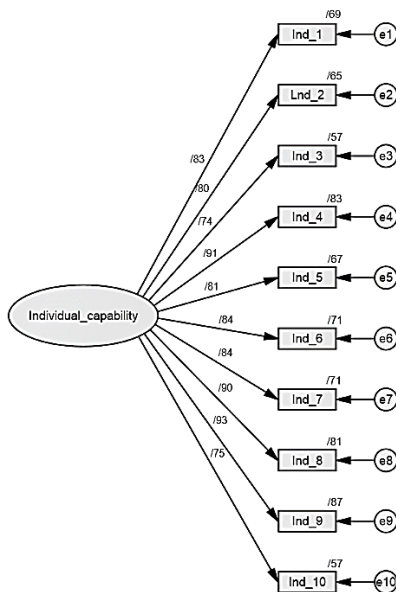 /69
Ind_1 e1
/65
Lnd_2 e2
/83
/57
/80
Ind_3 e3
/74
/83
Ind_4 e4
/91
/67
Ind_5 e5
/81
Individual_capability
/84
/71
Ind_6 e6
/84
/71
Ind_7 e7
/90
/81
/93
Ind_8 e8
/75
/87
Ind_9 e9
/57
Ind_10 e10